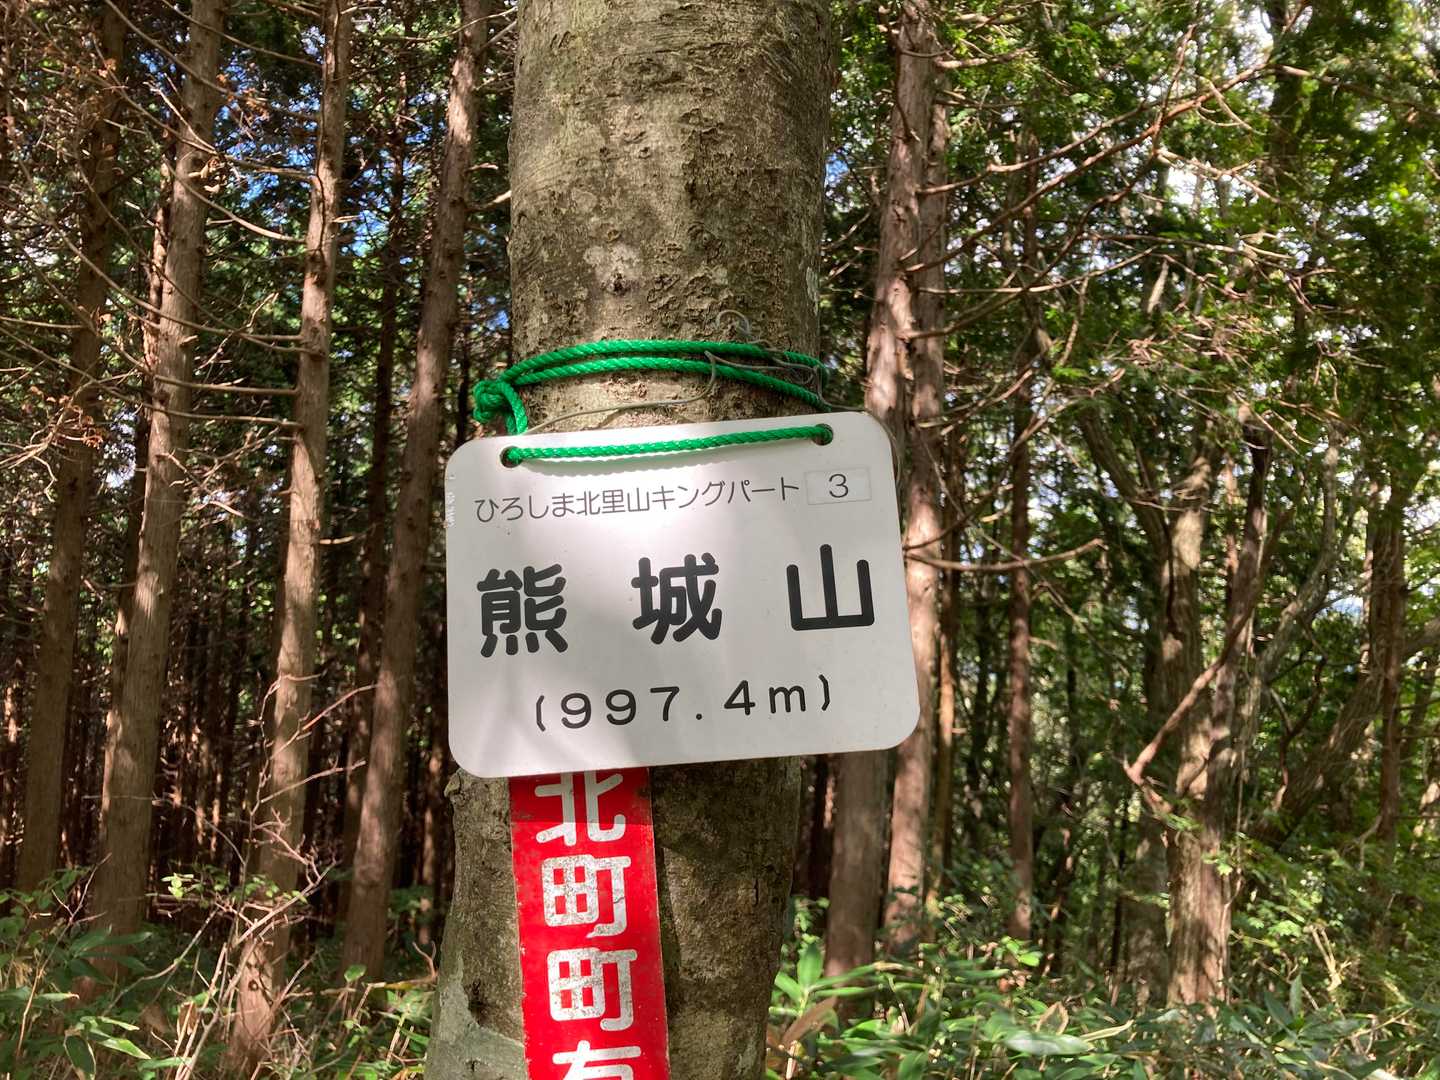 ひろしま北里山キングパート 3
熊城山
(997.4m)
北町町有